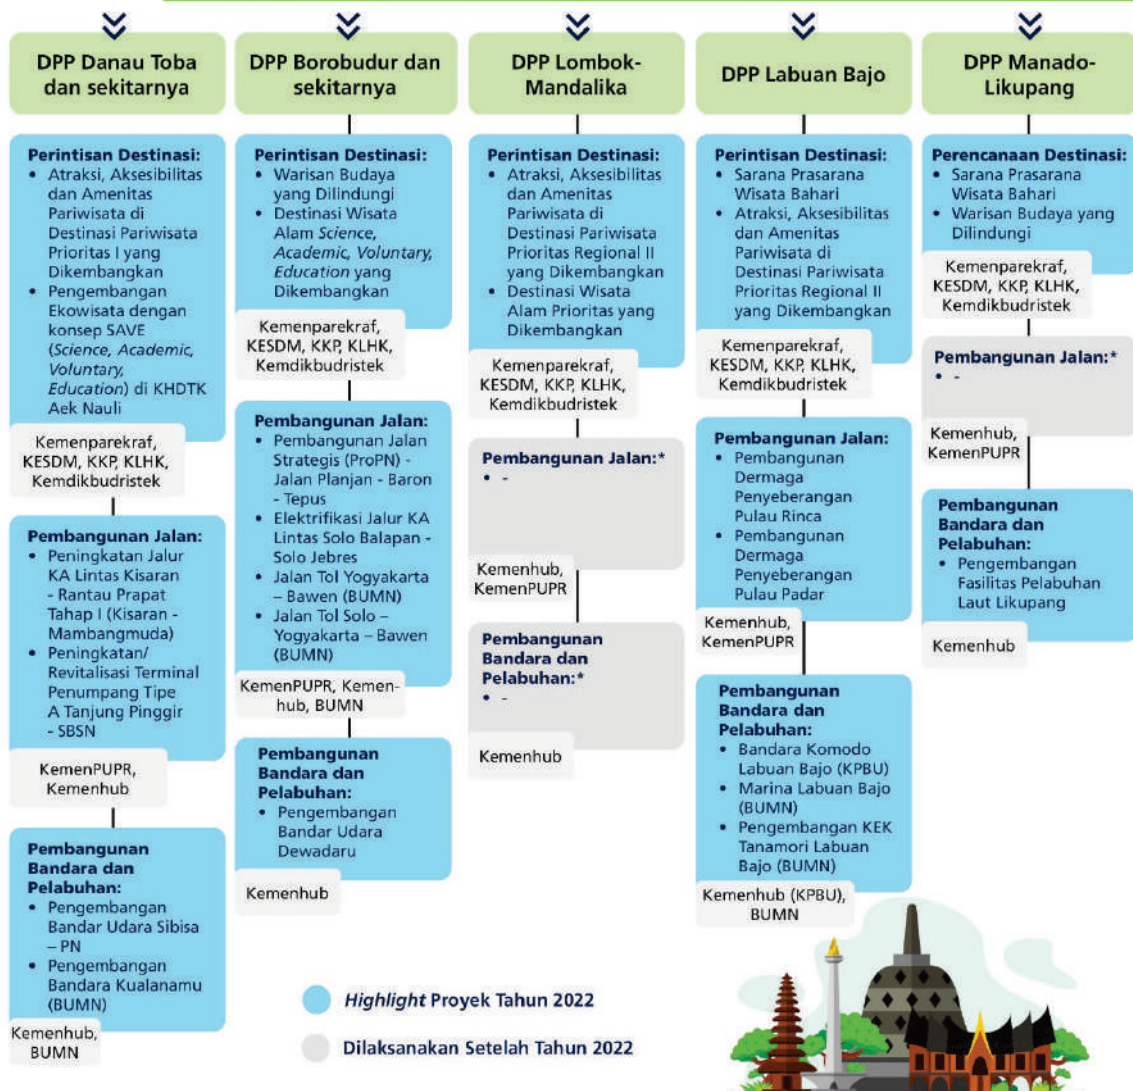 DPP Danau Toba
dan sekitarnya
Perintisan Destinasi:
• Atraksi, Aksesibilitas
dan Amenitas
Pariwisata di
Destinasi Pariwisata
Prioritas I yang
Dikembangkan
• Pengembangan
Ekowisata dengan
konsep SAVE
(Science, Academic,
Voluntary,
Education) di KHDTK
Aek Nauli
Kemenparekraf,
KESDM, KKP, KLHK,
Kemdikbudristek
Pembangunan Jalan:
• Peningkatan Jalur
KA Lintas Kisaran
- Rantau Prapat
Tahap I (Kisaran -
Mambangmuda)
• Peningkatan/
Revitalisasi Terminal
Penumpang Tipe
A Tanjung Pinggir
- SBSN
KemenPUPR,
Kemenhub
Pembangunan
Bandara dan
Pelabuhan:
• Pengembangan
Bandar Udara Sibisa
– PN
• Pengembangan
Bandara Kualanamu
(BUMN)
Kemenhub,
BUMN
DPP Borobudur dan
sekitarnya
Perintisan Destinasi:
• Warisan Budaya
yang Dilindungi
• Destinasi Wisata
Alam Science,
Academic, Voluntary,
Education yang
Dikembangkan
Kemenparekraf,
KESDM, KKP, KLHK,
Kemdikbudristek
Pembangunan Jalan:
• Pembangunan Jalan
Strategis (ProPN) -
Jalan Planjan - Baron
- Tepus
• Elektrifikasi Jalur KA
Lintas Solo Balapan -
Solo Jebres
• Jalan Tol Yogyakarta
– Bawen (BUMN)
• Jalan Tol Solo –
Yogyakarta – Bawen
(BUMN)
KemenPUPR, Kemen-
hub, BUMN
Pembangunan
Bandara dan
Pelabuhan:
• Pengembangan
Bandar Udara
Dewadaru
Kemenhub
DPP Lombok-
Mandalika
Perintisan Destinasi:
• Atraksi, Aksesibilitas
dan Amenitas
Pariwisata di
Destinasi Pariwisata
Prioritas Regional II
yang Dikembangkan
• Destinasi Wisata
Alam Prioritas yang
Dikembangkan
Kemenparekraf,
KESDM, KKP, KLHK,
Kemdikbudristek
Pembangunan Jalan:*
• -
Kemenhub,
KemenPUPR
Pembangunan
Bandara dan
Pelabuhan:*
• -
Kemenhub
DPP Labuan Bajo
Perintisan Destinasi:
• Sarana Prasarana
Wisata Bahari
• Atraksi, Aksesibilitas
dan Amenitas
Pariwisata di
Destinasi Pariwisata
Prioritas Regional II
yang Dikembangkan
Kemenparekraf,
KESDM, KKP, KLHK,
Kemdikbudristek
Pembangunan Jalan:
• Pembangunan
Dermaga
Penyeberangan
Pulau Rinca
• Pembangunan
Dermaga
Penyeberangan
Pulau Padar
Kemenhub,
KemenPUPR
Pembangunan
Bandara dan
Pelabuhan:
• Bandara Komodo
Labuan Bajo (KPBU)
• Marina Labuan Bajo
(BUMN)
• Pengembangan KEK
Tanamori Labuan
Bajo (BUMN)
Kemenhub (KPBU),
BUMN
DPP Manado-
Likupang
Perencanaan Destinasi:
• Sarana Prasarana
Wisata Bahari
• Warisan Budaya yang
Dilindungi
Kemenparekraf,
KESDM, KKP, KLHK,
Kemdikbudristek
Pembangunan Jalan:*
• -
Kemenhub,
KemenPUPR
Pembangunan
Bandara dan
Pelabuhan:
• Pengembangan
Fasilitas Pelabuhan
Laut Likupang
Kemenhub
Highlight Proyek Tahun 2022
Dilaksanakan Setelah Tahun 2022